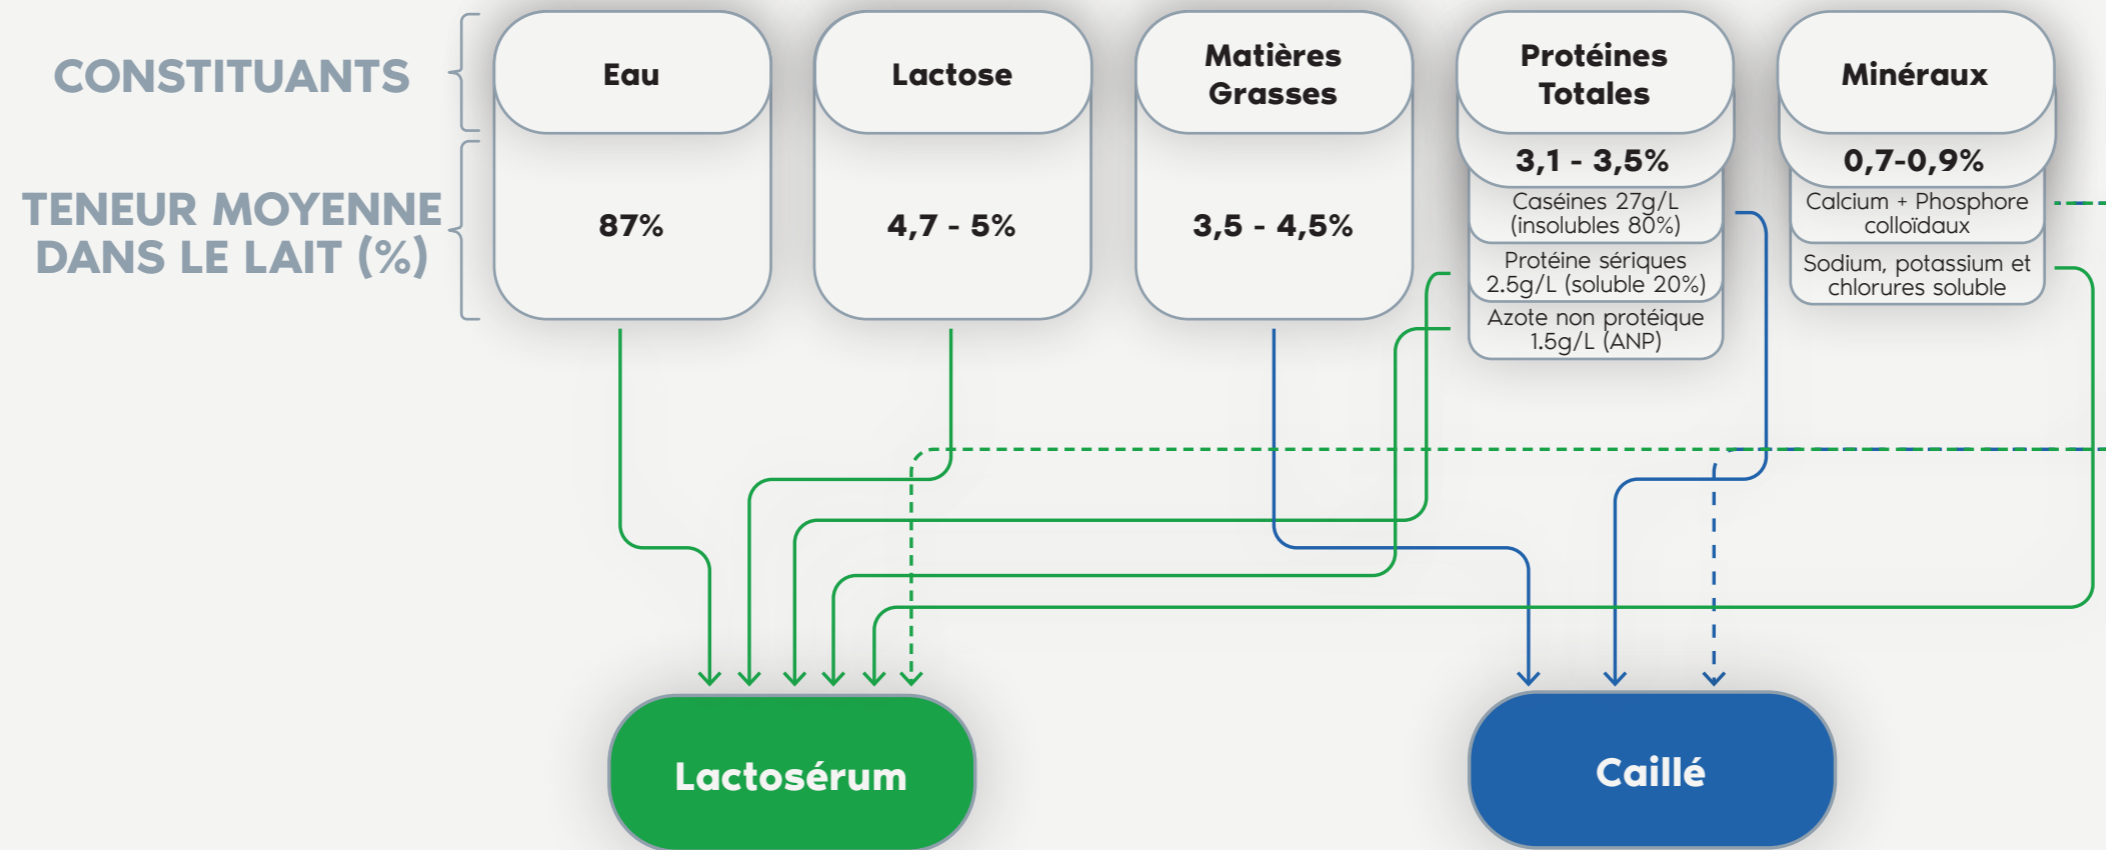 CONSTITUANTS
Eau
Lactose
Matières
Grasses
Protéines
Totales
Minéraux
TENEUR MOYENNE
DANS LE LAIT (%)
87%
4,7 - 5%
3,5 - 4,5%
3,1 - 3,5%
Caséines 27g/L
(insolubles 80%)
Protéine sériques
2.5g/L (soluble 20%)
Azote non protéique
1.5g/L (ANP)
0,7-0,9%
Calcium + Phosphore
colloïdaux
Sodium, potassium et
chlorures soluble
Lactosérum
Caillé